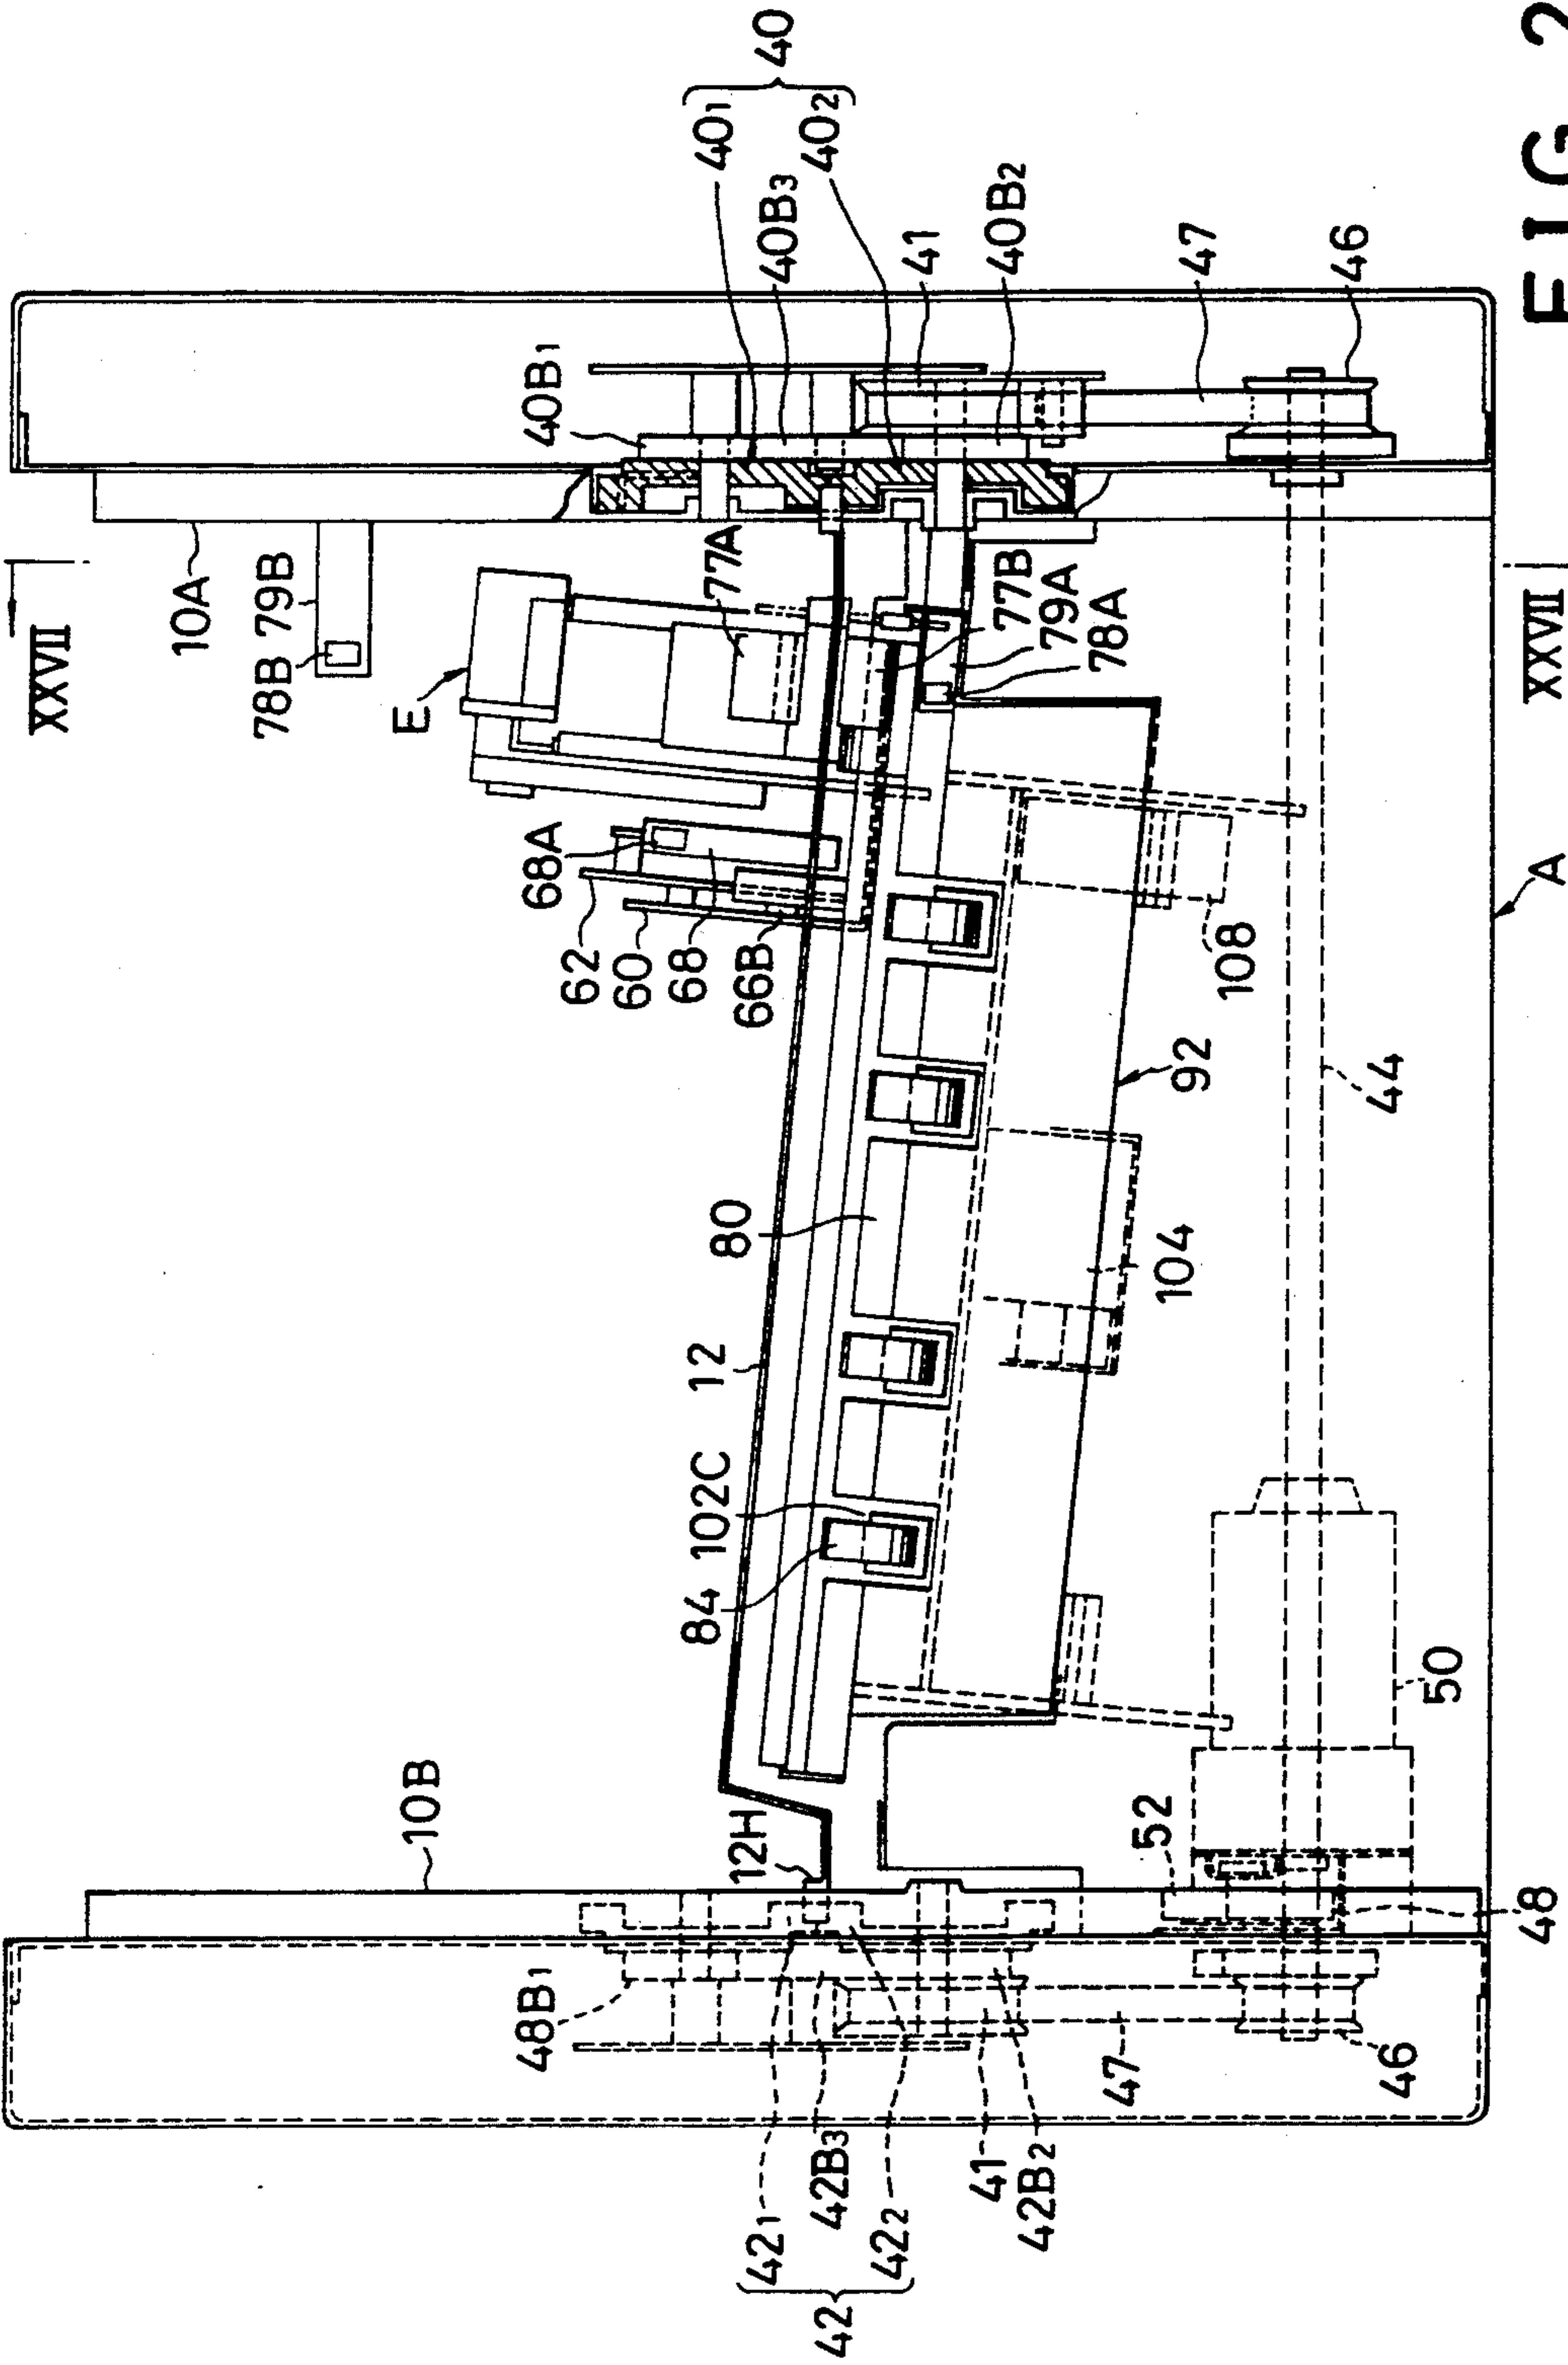 FIG 2
40
40₁
40B₃
40₂
41
40B₂
47
46
40B₁
XXVII
10A
78B 79B
E
77A
77B
79A
78A
XXVII
A
68A
62
60
68
66B
108
92
44
80
104
12
102C
84
50
10B
12H
52
48
48B₁
47
46
42₁
42B₃
42₂
41
42B₂
42